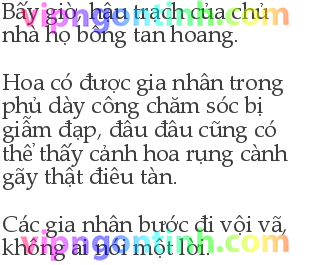 Bấy giờ, hậu trạch của chủ
nhà họ bỗng tan hoang.
Hoa có được gia nhân trong
phủ dày công chăm sóc bị
giẫm đạp, đâu đâu cũng có
thể thấy cảnh hoa rụng cành
gãy thật điêu tàn.
Các gia nhân bước đi vội vã,
không ai nói một lời.
vipngontinh.com
vipngontinh.com